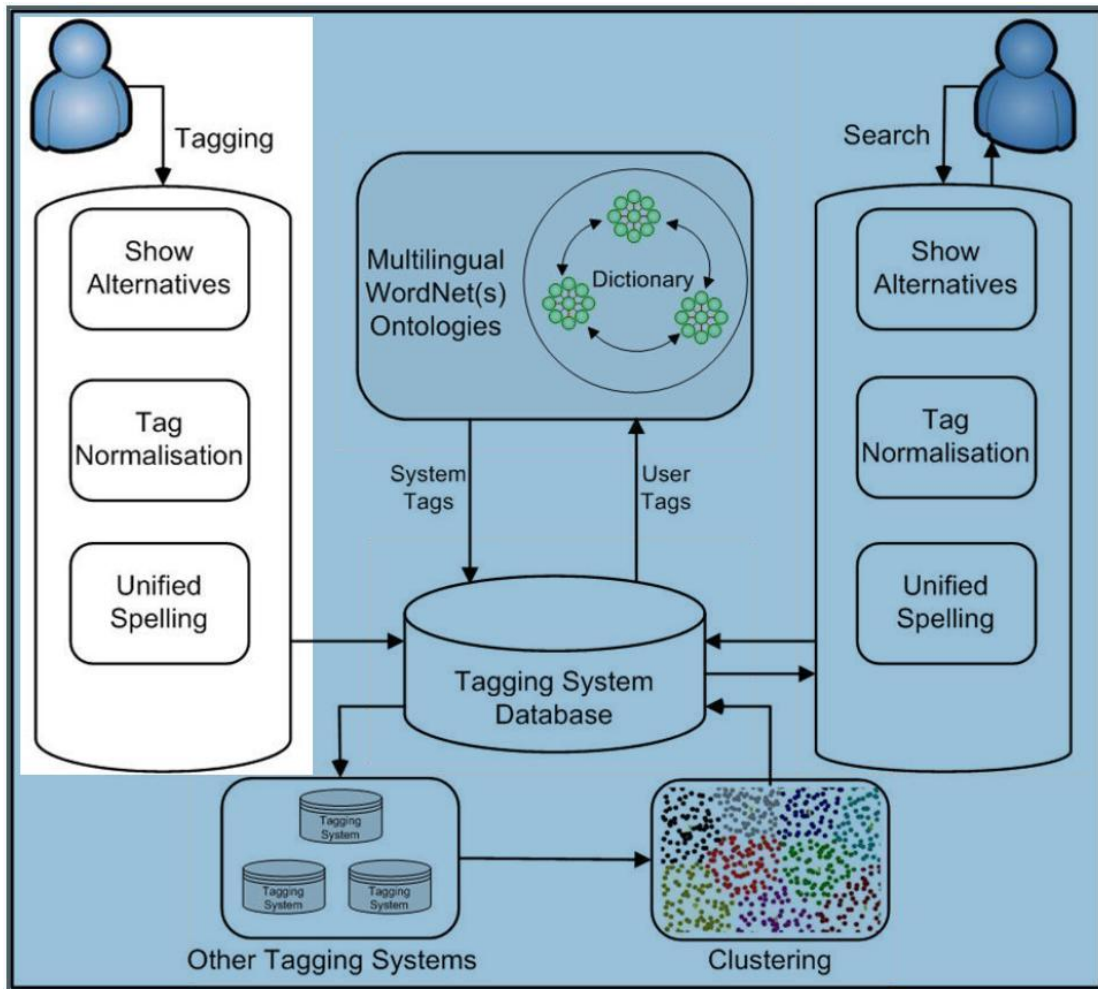 Tagging
Show
Alternatives
Tag
Normalisation
Unified
Spelling
Multilingual
WordNet(s)
Ontologies
Dictionary
System
Tags
User
Tags
Tagging System
Database
Search
Show
Alternatives
Tag
Normalisation
Unified
Spelling
Tagging
System
Tagging
System
Tagging
System
Other Tagging Systems
Clustering